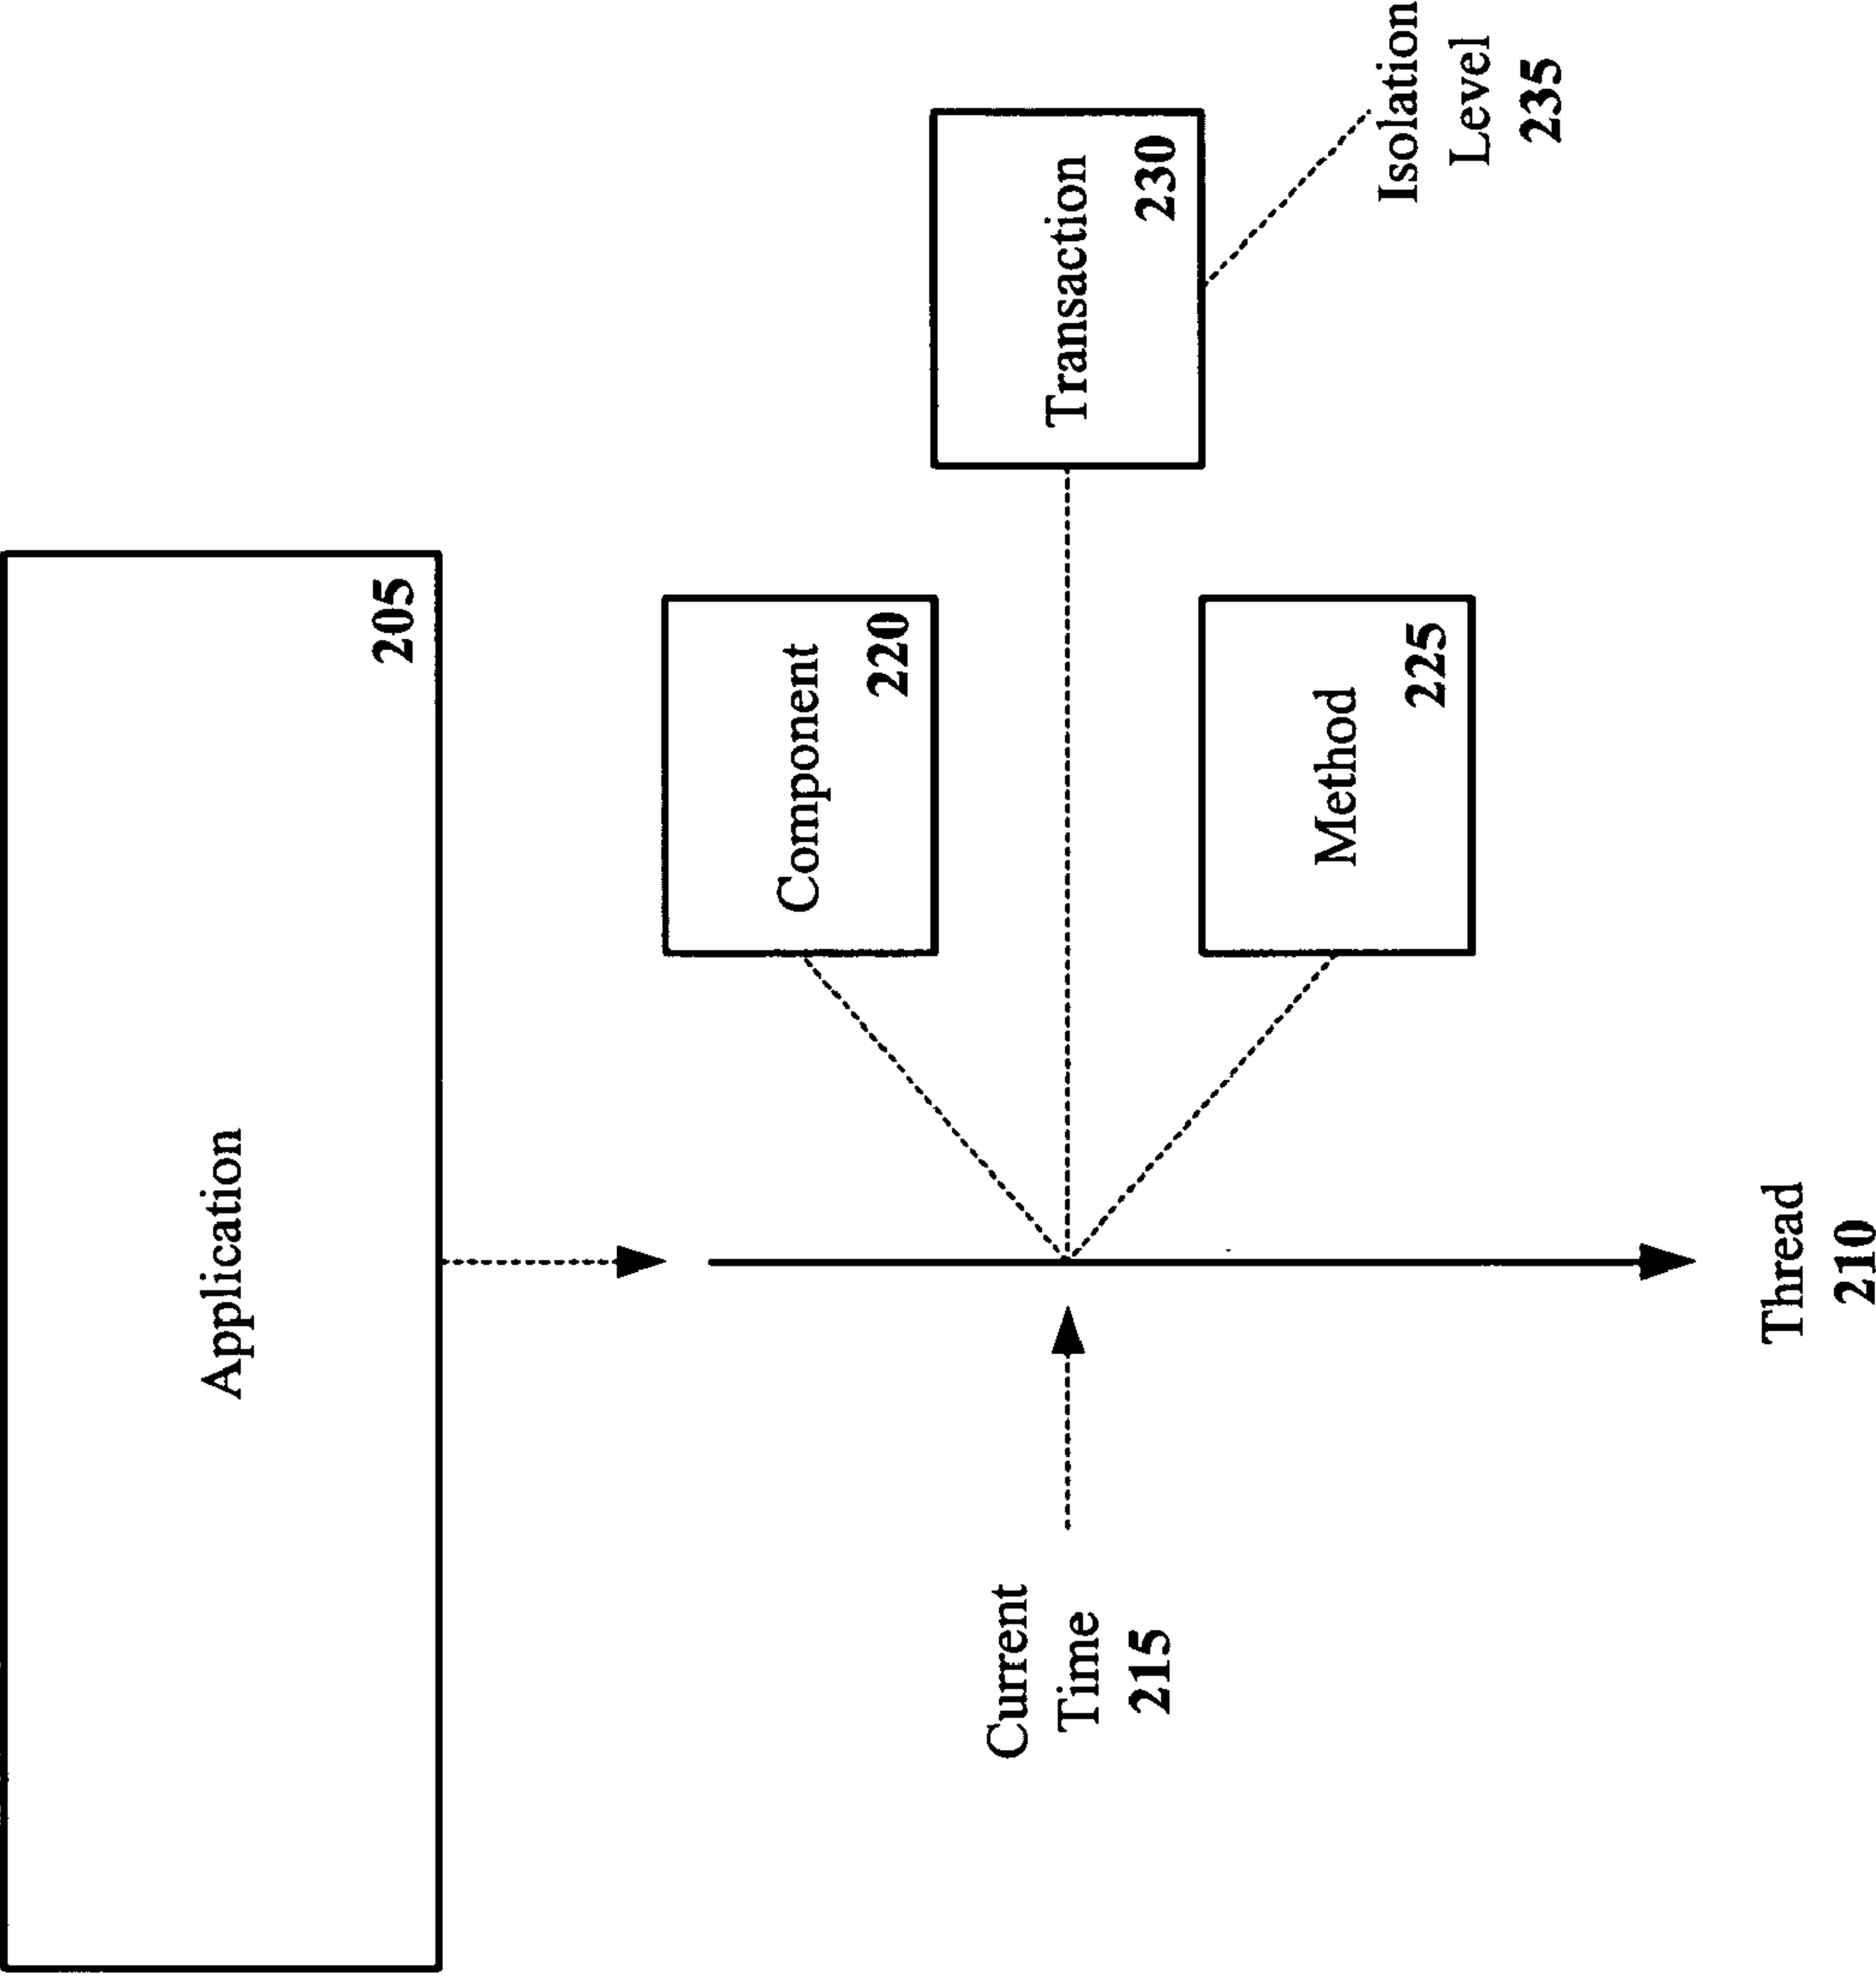 Application
205
Component
220
Current
Time
215
Transaction
230
Method
225
Isolation
Level
235
Thread
210